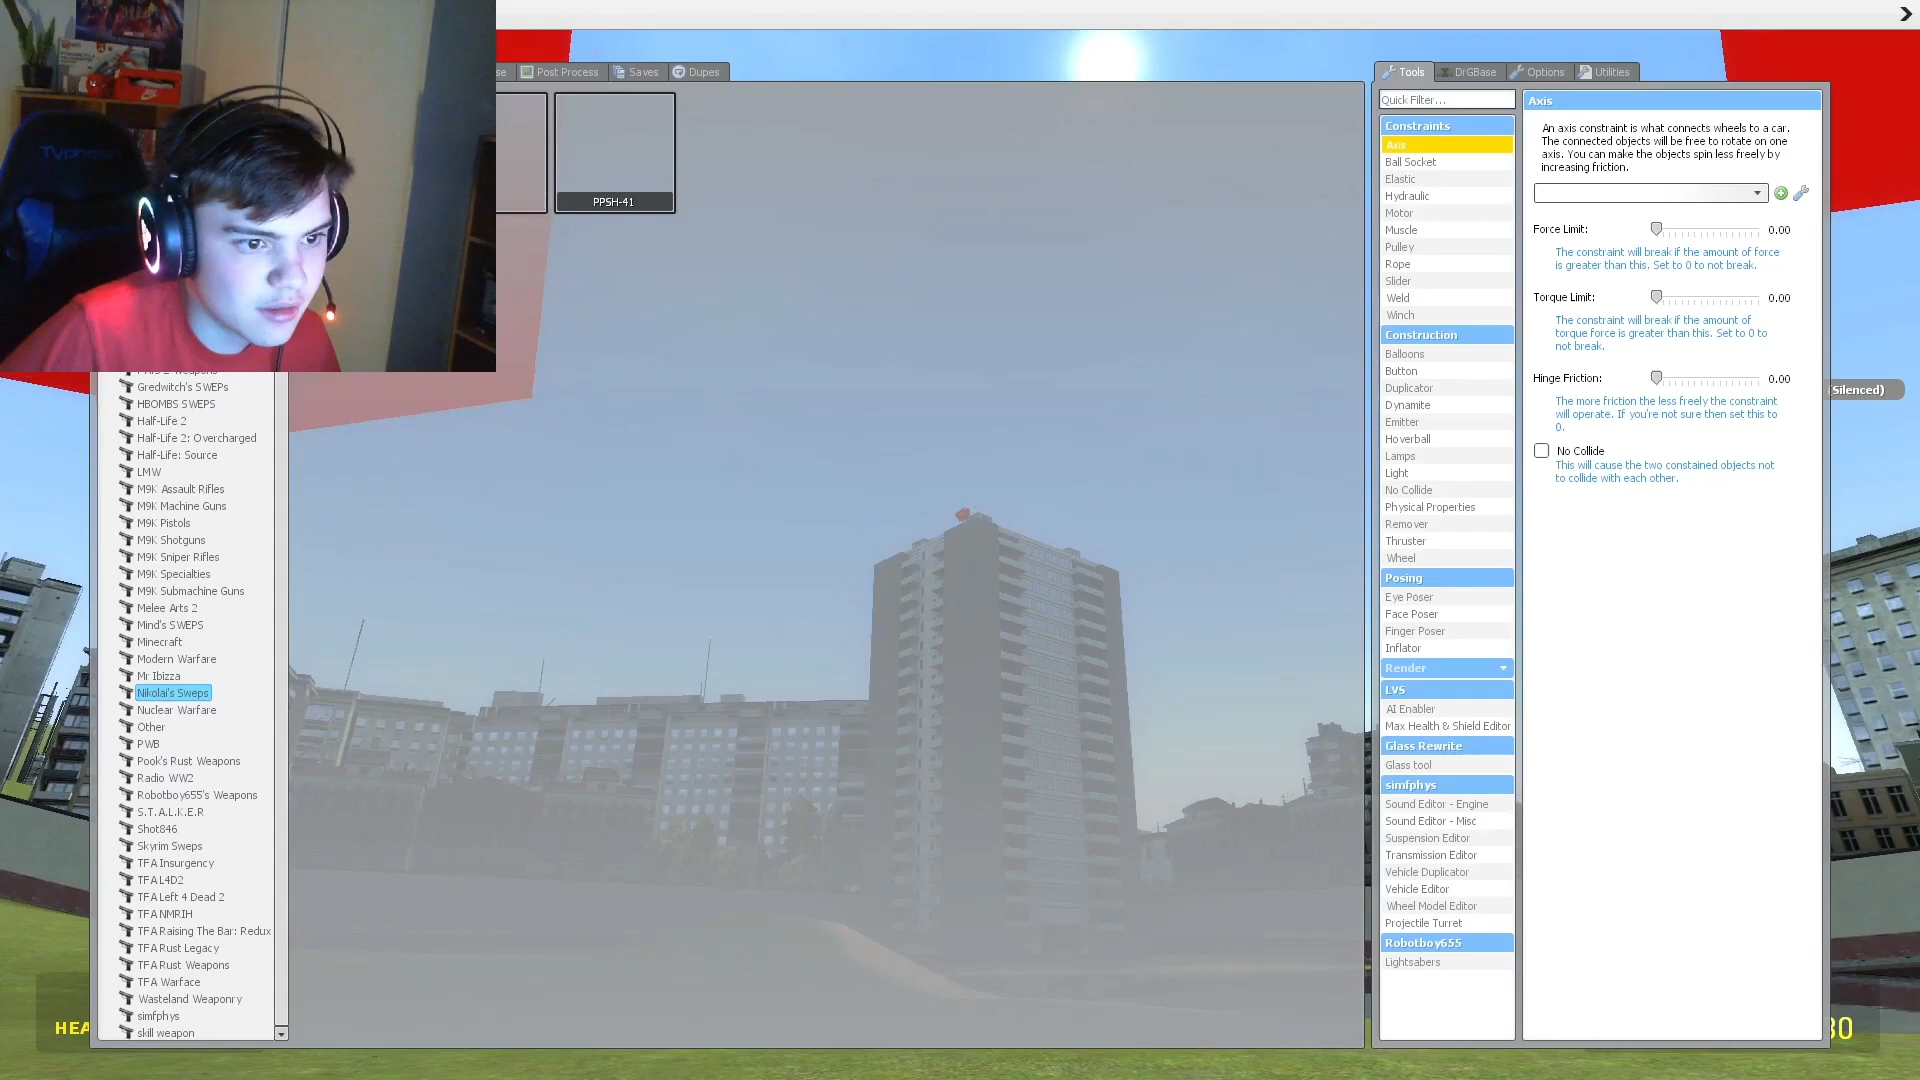 se
Post Process
Saves
Dupes
Tools
DrGBase
Options
Utilities
PPSH-41
Gredwitch's SWEPs
HBOMBS SWEPS
Half-Life 2
Half-Life 2: Overcharged
Half-Life: Source
LMW
M9K Assault Rifles
M9K Machine Guns
M9K Pistols
M9K Shotguns
M9K Sniper Rifles
M9K Specialties
M9K Submachine Guns
Melee Arts 2
Mind's SWEPS
Minecraft
Modern Warfare
Mr Ibizza
Nikolai's Sweps
Nuclear Warfare
Other
PWB
Pook's Rust Weapons
Radio WW2
Robotboy655's Weapons
S.T.A.L.K.E.R
Shot846
Skyrim Sweps
TFA Insurgency
TFA L4D2
TFA Left 4 Dead 2
TFA NMRIH
TFA Raising The Bar: Redux
TFA Rust Legacy
TFA Rust Weapons
TFA Warface
Wasteland Weaponry
simfphys
skill weapon
HEA
Quick Filter...
Constraints
Axis
Ball Socket
Elastic
Hydraulic
Motor
Muscle
Pulley
Rope
Slider
Weld
Winch
Construction
Balloons
Button
Duplicator
Dynamite
Emitter
Hoverball
Lamps
Light
No Collide
Physical Properties
Remover
Thruster
Wheel
Posing
Eye Poser
Face Poser
Finger Poser
Inflator
Render
LVS
AI Enabler
Max Health & Shield Editor
Glass Rewrite
Glass tool
simfphys
Sound Editor - Engine
Sound Editor - Misc
Suspension Editor
Transmission Editor
Vehicle Duplicator
Vehicle Editor
Wheel Model Editor
Projectile Turret
Robotboy655
Lightsabers
Axis
An axis constraint is what connects wheels to a car.
The connected objects will be free to rotate on one
axis. You can make the objects spin less freely by
increasing friction.
Force Limit: 0.00
The constraint will break if the amount of force
is greater than this. Set to 0 to not break.
Torque Limit: 0.00
The constraint will break if the amount of
torque force is greater than this. Set to 0 to
not break.
Hinge Friction: 0.00
The more friction the less freely the constraint
will operate. If you're not sure then set this to
0.
No Collide
This will cause the two constained objects not
to collide with each other.
(Silenced)
30